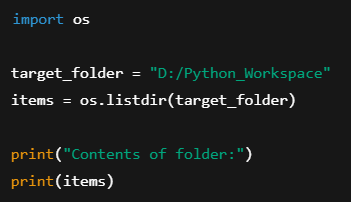 import os
target_folder = "D:/Python_Workspace"
items = os.listdir(target_folder)
print("Contents of folder:")
print(items)